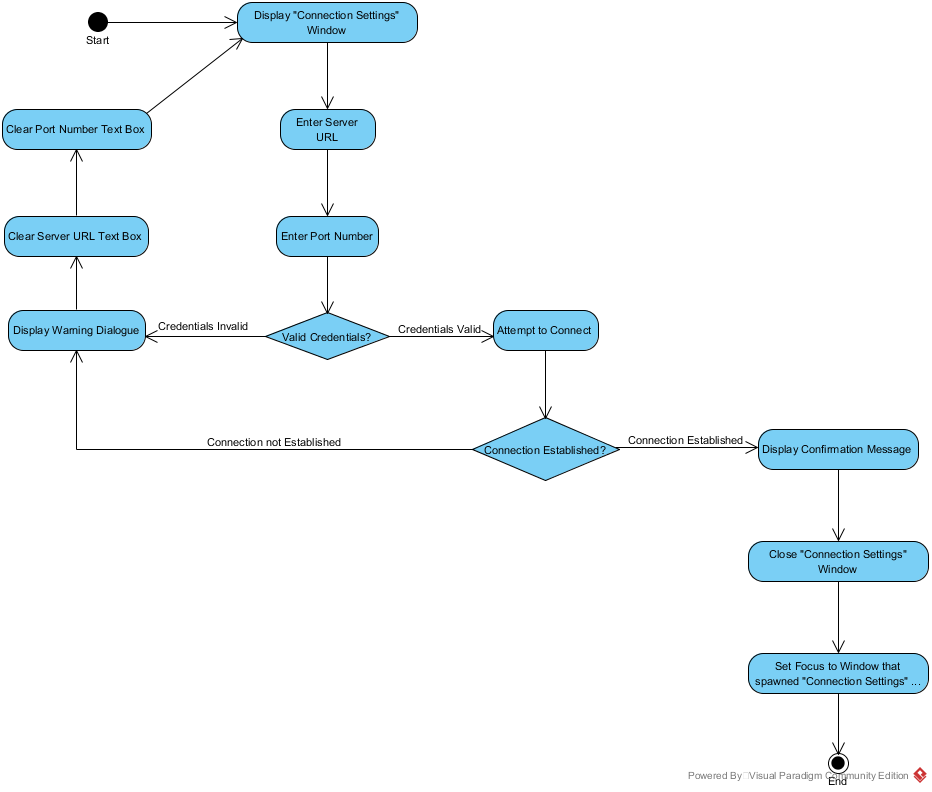 Display "Connection Settings"
Window
Start
Clear Port Number Text Box
Enter Server
URL
Clear Server URL Text Box
Enter Port Number
Display Warning Dialogue
Credentials Invalid
Valid Credentials?
Credentials Valid
Attempt to Connect
Connection not Established
Connection Established?
Connection Established
Display Confirmation Message
Close "Connection Settings"
Window
Set Focus to Window that
spawned "Connection Settings" ...
Powered By Visual Paradigm Community Edition
End